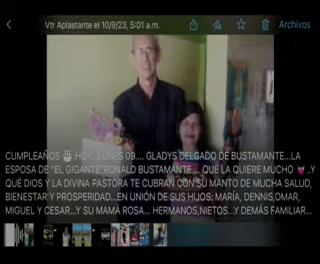 Vtr Aplastante el 10/9/23, 5:01 a.m.
Archivos
CUMPLEAÑOS 🎂 HOY LUNES 09.... GLADYS DELGADO DE BUSTAMANTE...LA
ESPOSA DE "EL GIGANTE"RONALD BUSTAMANTE.... QUE LA QUIERE MUCHO 💗..Y
QUÉ DIOS Y LA DIVINA PASTORA TE CUBRAN CON SU MANTO DE MUCHA SALUD,
BIENESTAR Y PROSPERIDAD...EN UNIÓN DE SUS HIJOS: MARÍA, DENNIS,OMAR,
MIGUEL Y CESAR...Y SU MAMÁ ROSA... HERMANOS,NIETOS...Y DEMÁS FAMILIAR...